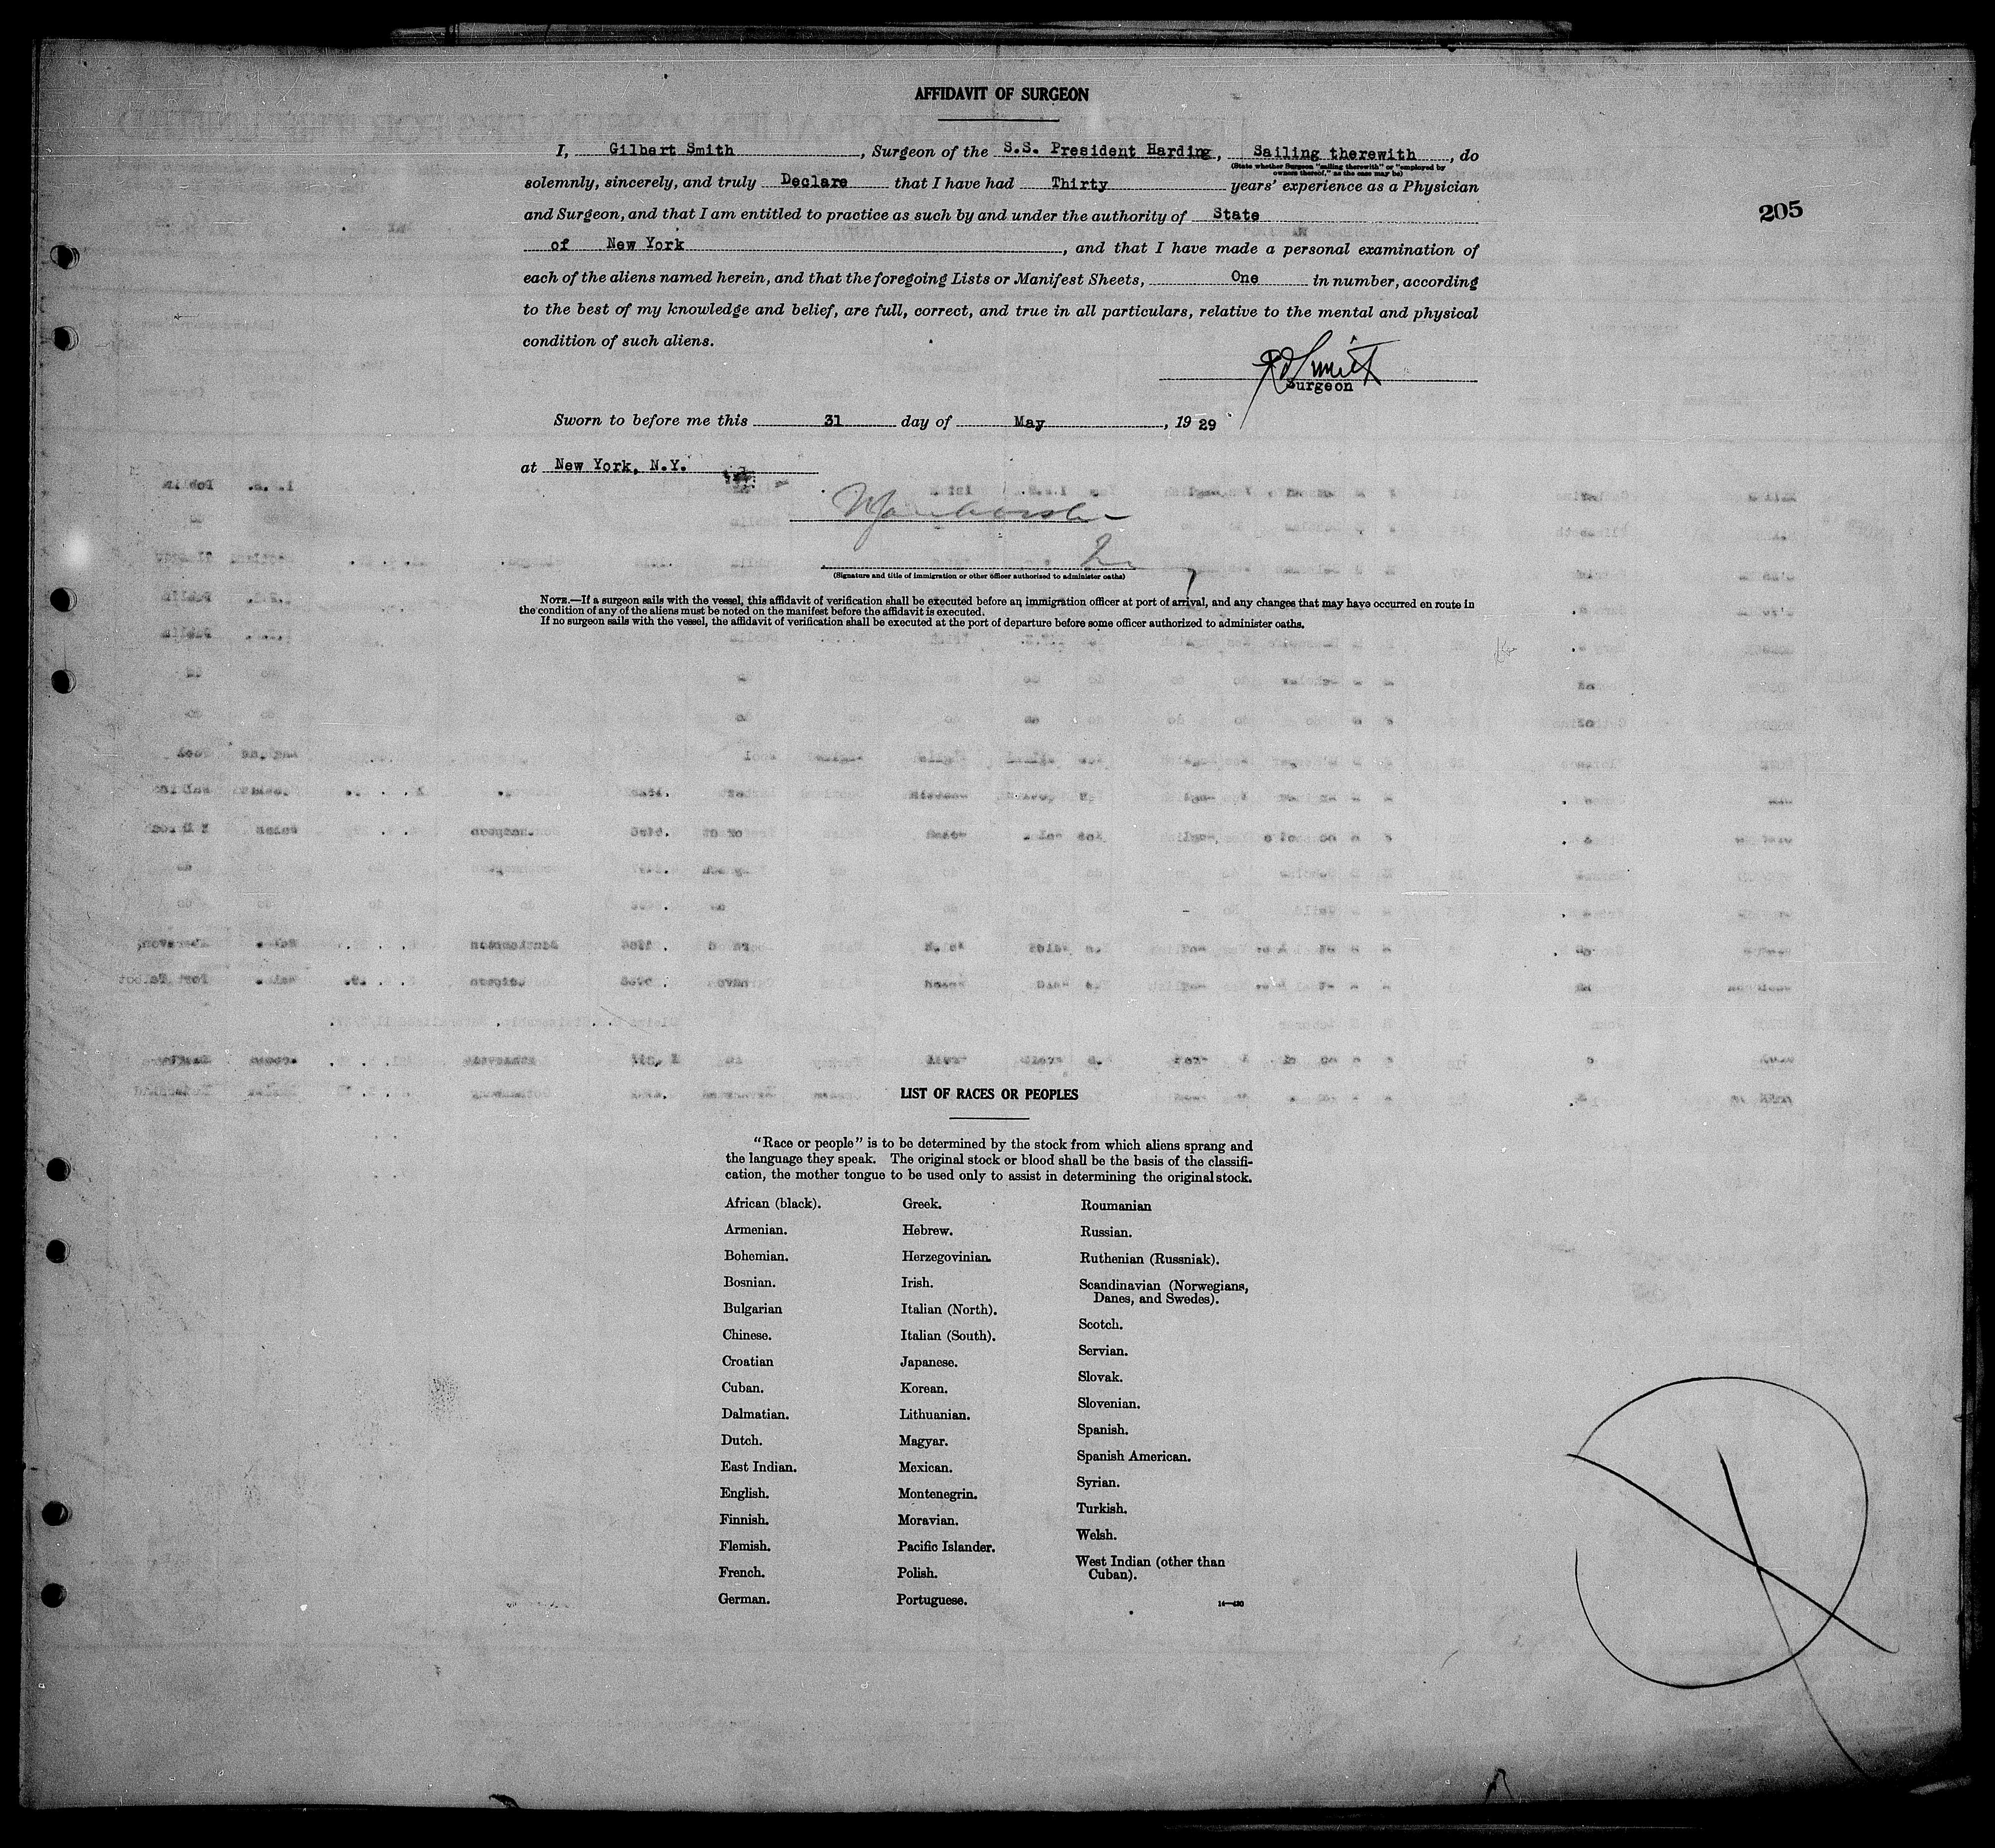 AFFIDAVIT OF SURGEON
I, Gilbert Smith, Surgeon of the S.S. President Harding, Sailing therewith, do
(State whether Surgeon "sailing therewith" or "employed by
owners thereof," as the case may be)
solemnly, sincerely, and truly Declare that I have had Thirty years' experience as a Physician
and Surgeon, and that I am entitled to practice as such by and under the authority of State
205
of New York, and that I have made a personal examination of
each of the aliens named herein, and that the foregoing Lists or Manifest Sheets, One in number, according
to the best of my knowledge and belief, are full, correct, and true in all particulars, relative to the mental and physical
condition of such aliens.
Smith
Surgeon
Sworn to before me this 31 day of May, 1929
at New York, N.Y.
(Signature and title of immigration or other officer authorized to administer oaths)
NOTE.—If a surgeon sails with the vessel, this affidavit of verification shall be executed before an immigration officer at port of arrival, and any changes that may have occurred en route in
the condition of any of the aliens must be noted on the manifest before the affidavit is executed.
If no surgeon sails with the vessel, the affidavit of verification shall be executed at the port of departure before some officer authorized to administer oaths.
LIST OF RACES OR PEOPLES
"Race or people" is to be determined by the stock from which aliens sprang and
the language they speak. The original stock or blood shall be the basis of the classifi-
cation, the mother tongue to be used only to assist in determining the original stock.
African (black).
Armenian.
Bohemian.
Bosnian.
Bulgarian
Chinese.
Croatian
Cuban.
Dalmatian.
Dutch.
East Indian.
English.
Finnish.
Flemish.
French.
German.
Greek.
Hebrew.
Herzegovinian.
Irish.
Italian (North).
Italian (South).
Japanese.
Korean.
Lithuanian.
Magyar.
Mexican.
Montenegrin.
Moravian.
Pacific Islander.
Polish.
Portuguese.
Roumanian
Russian.
Ruthenian (Russniak).
Scandinavian (Norwegians,
Danes, and Swedes).
Scotch.
Servian.
Slovak.
Slovenian.
Spanish.
Spanish American.
Syrian.
Turkish.
Welsh.
West Indian (other than
Cuban).
14—430